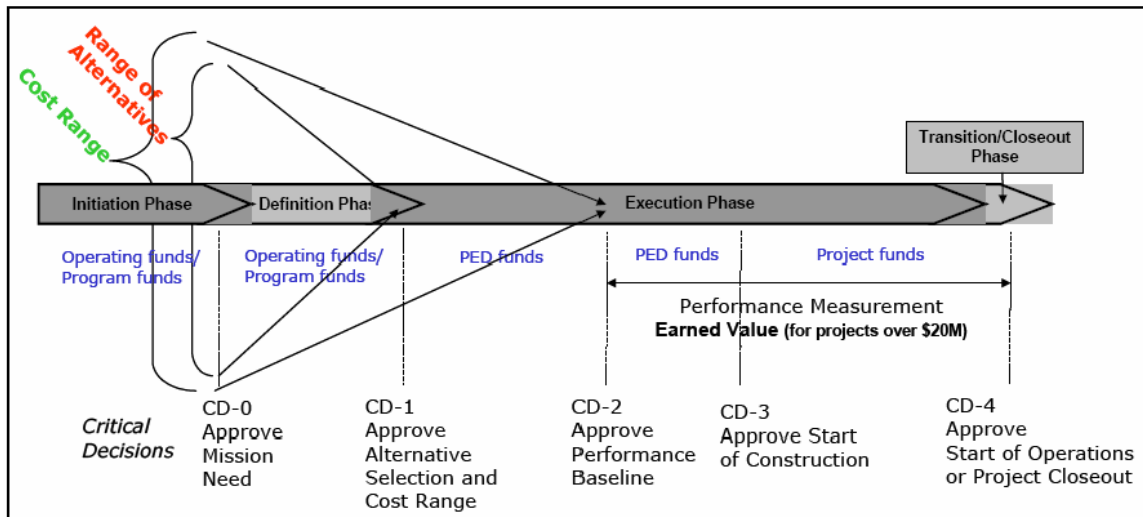 Range of
Alternatives
Cost Range
Transition/Closeout
Phase
Initiation Phase
Definition Phas
Execution Phase
Operating funds/
Program funds
Operating funds/
Program funds
PED funds
PED funds
Project funds
Performance Measurement
Earned Value (for projects over $20M)
Critical
Decisions
CD-0
Approve
Mission
Need
CD-1
Approve
Alternative
Selection and
Cost Range
CD-2
Approve
Performance
Baseline
CD-3
Approve Start
of Construction
CD-4
Approve
Start of Operations
or Project Closeout